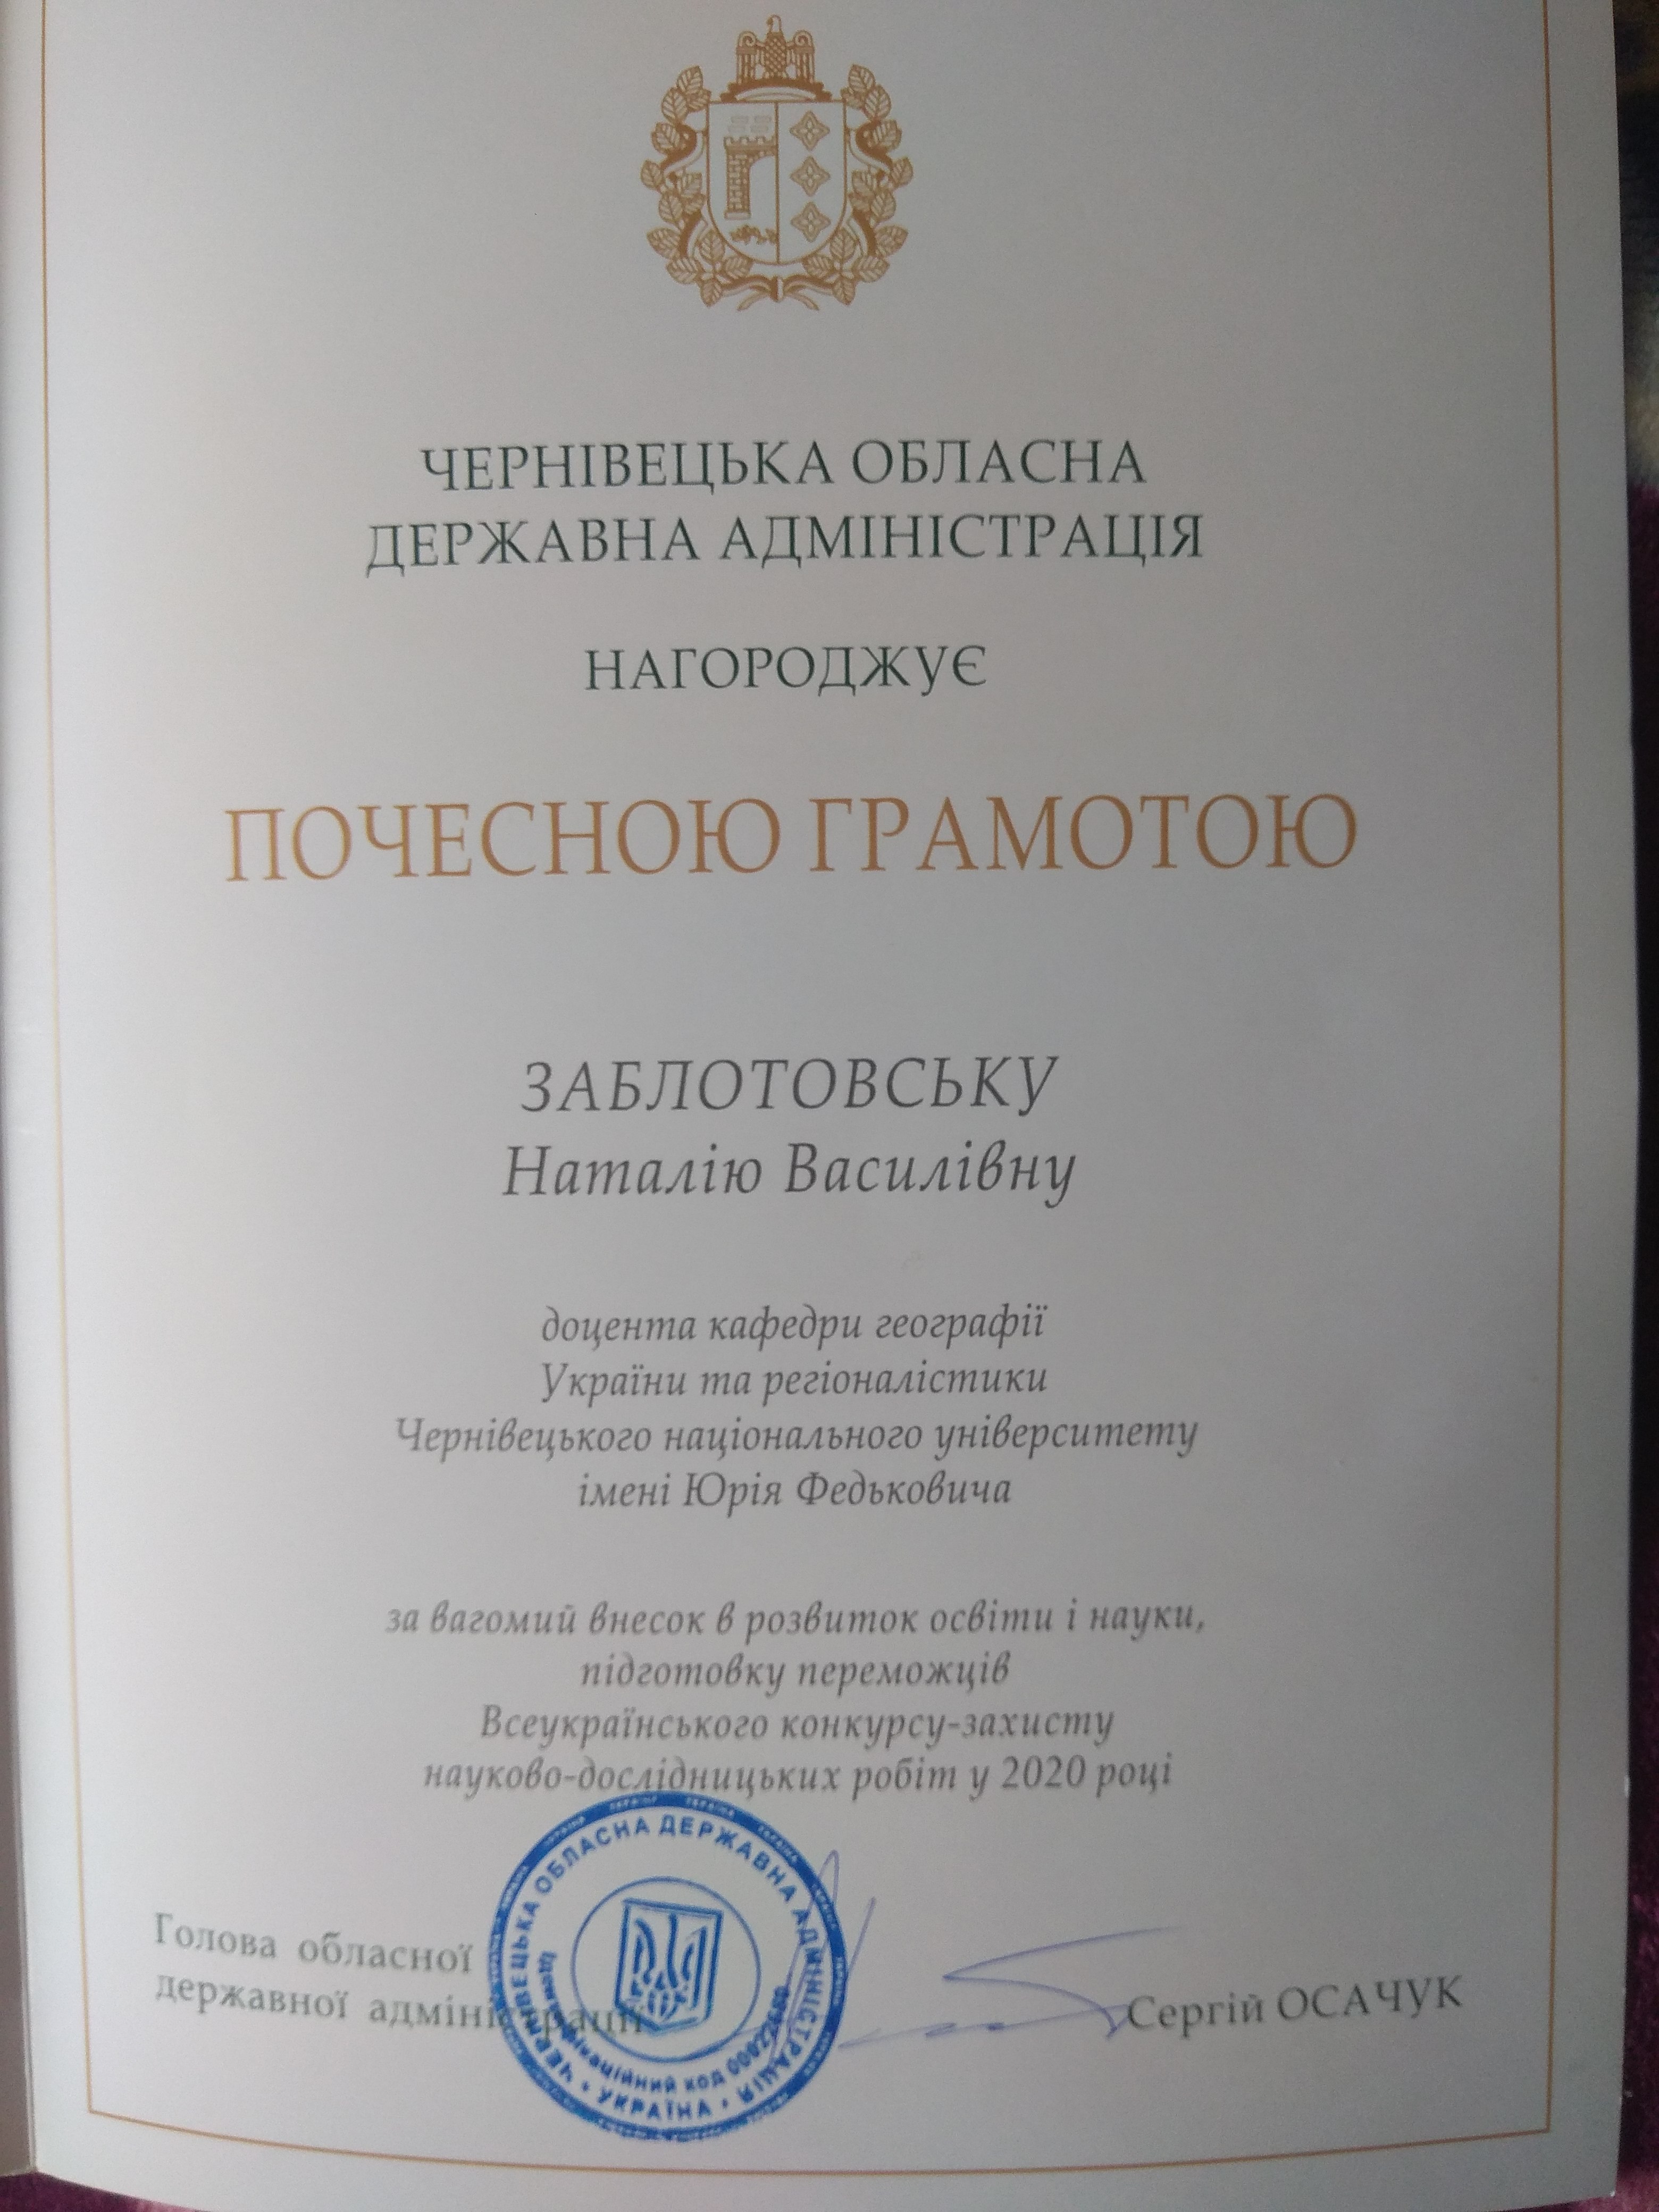 ЧЕРНІВЕЦЬКА ОБЛАСНА
ДЕРЖАВНА АДМІНІСТРАЦІЯ
НАГОРОДЖУЄ
ПОЧЕСНОЮ ГРАМОТОЮ
ЗАБЛОТОВСЬКУ
Наталію Василівну
доцента кафедри географії
України та регіоналістики
Чернівецького національного університету
імені Юрія Федьковича
за вагомий внесок в розвиток освіти і науки,
підготовку переможців
Всеукраїнського конкурсу-захисту
науково-дослідницьких робіт у 2020 році
Голова обласної
державної адміністрації
Сергій ОСАЧУК
ЧЕРНІВЕЦЬКА ОБЛАСНА ДЕРЖАВНА АДМІНІСТРАЦІЯ
• УКРАЇНА •
Ідентифікаційний код